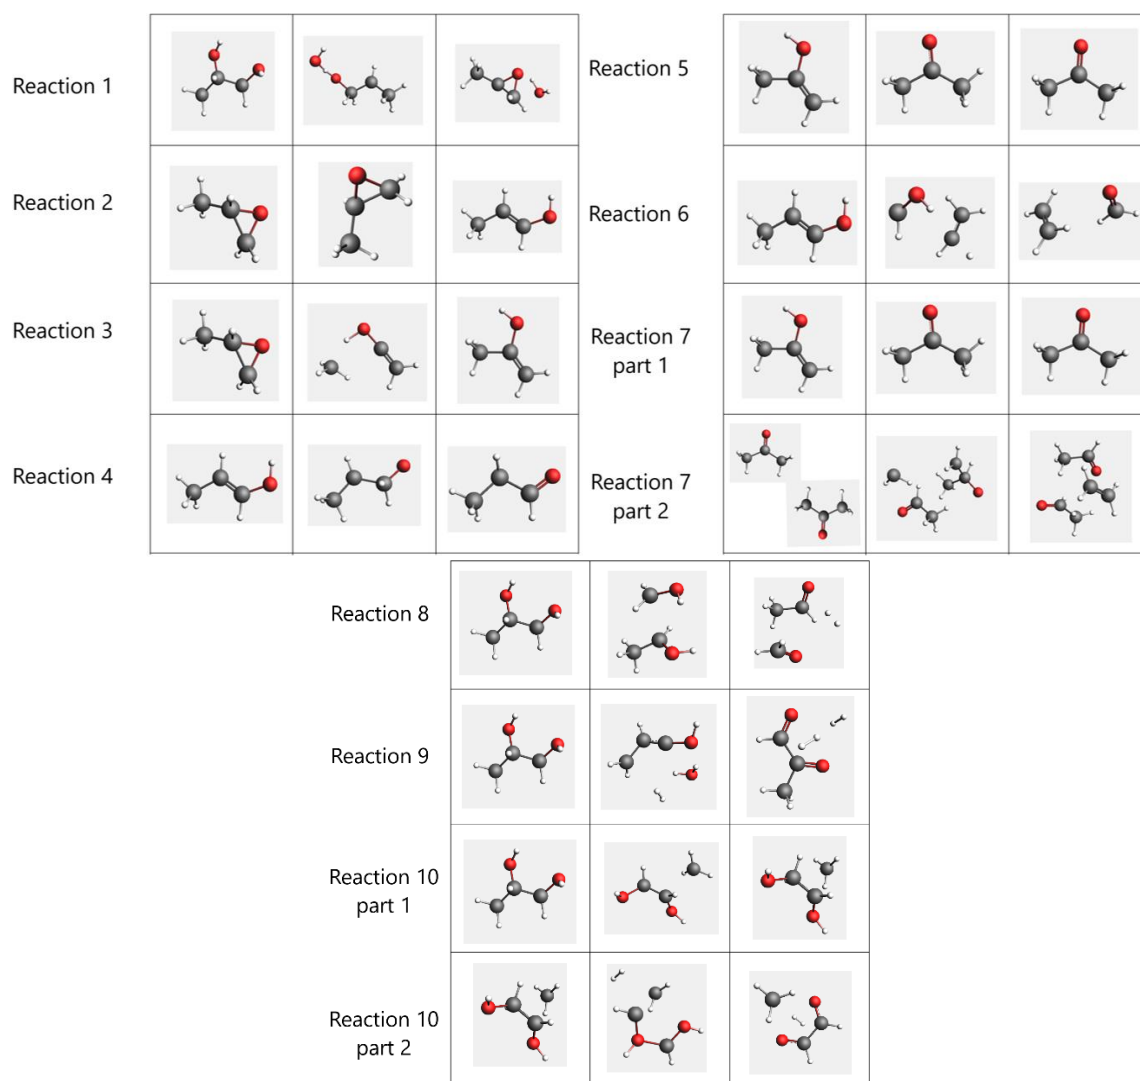 Reaction 1
Reaction 5
Reaction 2
Reaction 6
Reaction 3
Reaction 7
part 1
Reaction 4
Reaction 7
part 2
Reaction 8
Reaction 9
Reaction 10
part 1
Reaction 10
part 2